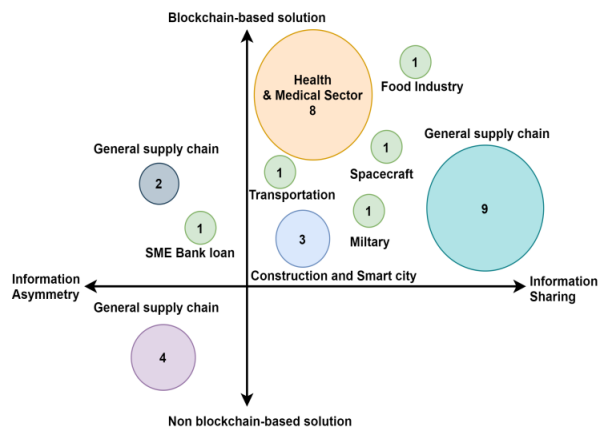 Blockchain-based solution
Health
& Medical Sector
8
1
Food Industry
General supply chain
1
Spacecraft
General supply chain
2
1
Transportation
9
1
Miltary
1
SME Bank loan
3
Construction and Smart city
Information
Asymmetry
Information
Sharing
General supply chain
4
Non blockchain-based solution